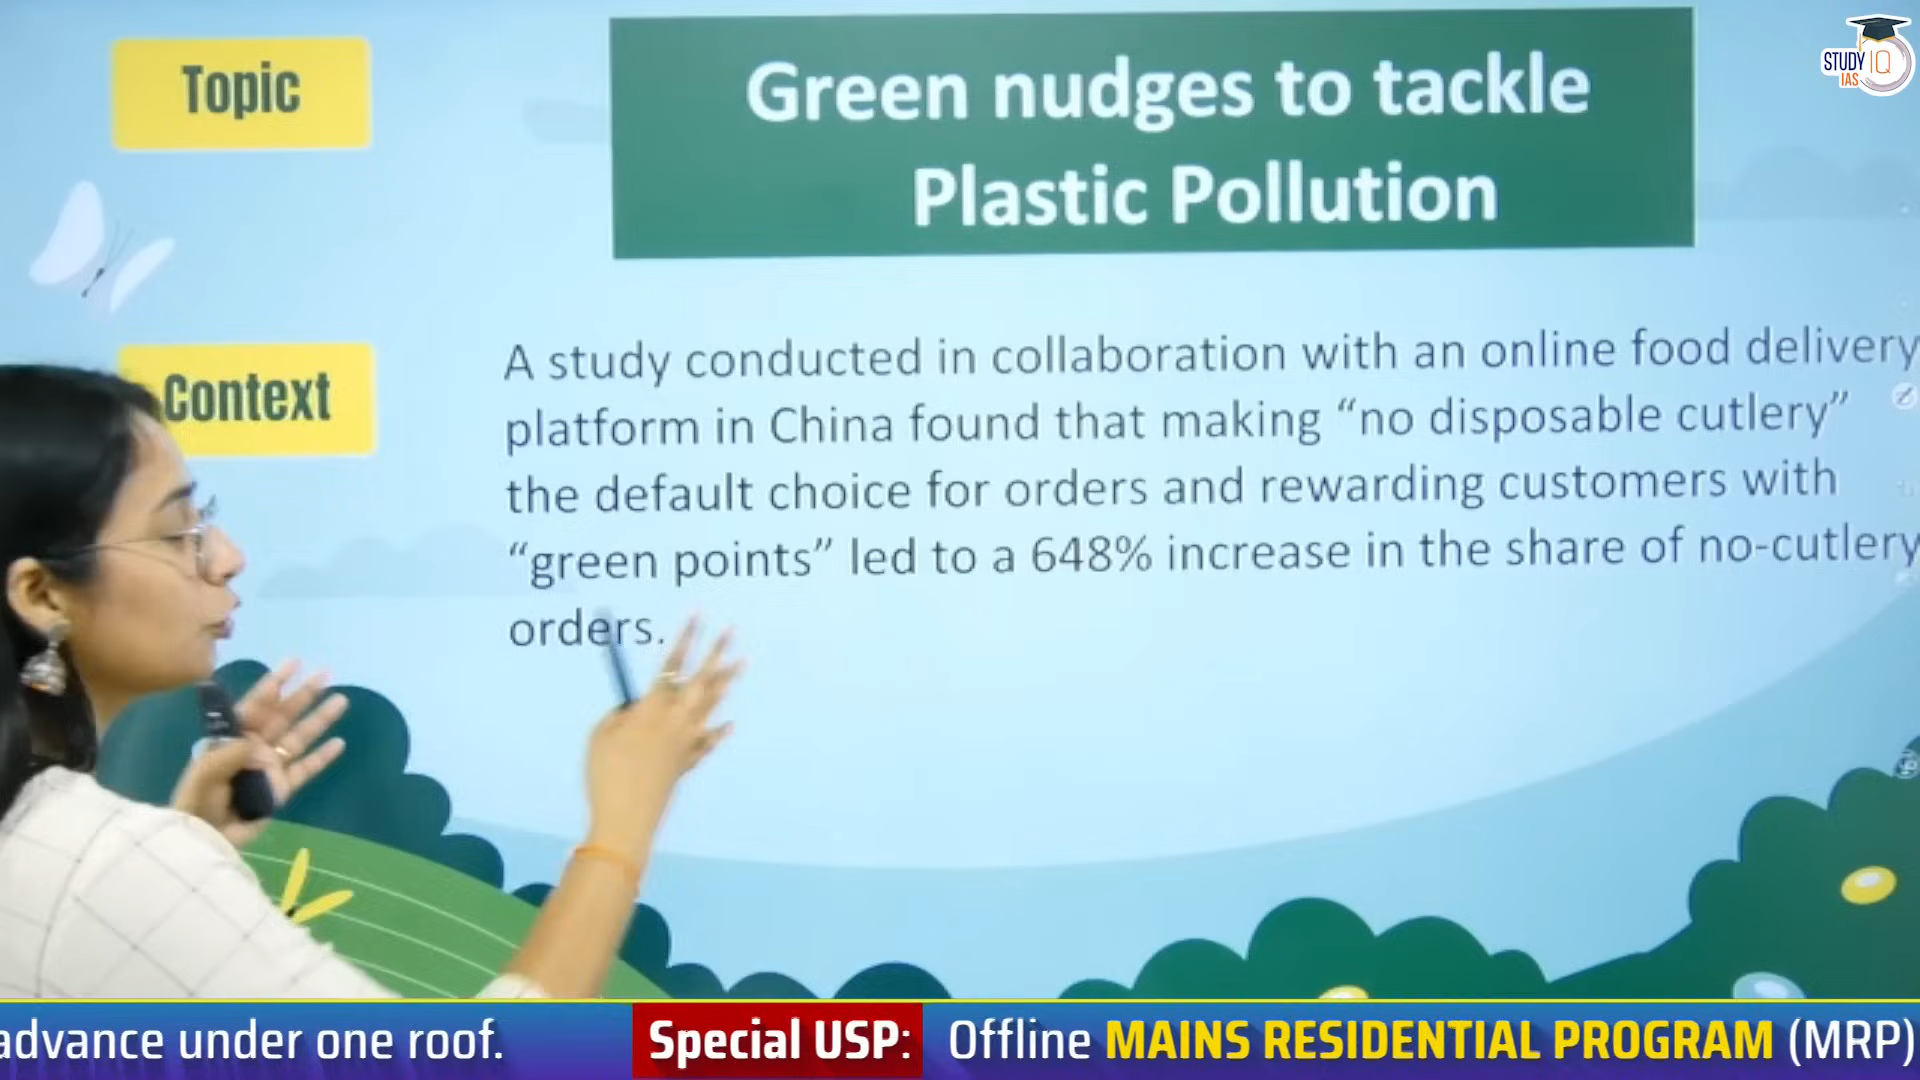 Topic
Green nudges to tackle
Plastic Pollution
STUDY IQ
IAS
Context
A study conducted in collaboration with an online food delivery
platform in China found that making “no disposable cutlery”
the default choice for orders and rewarding customers with
“green points” led to a 648% increase in the share of no-cutlery
orders.
advance under one roof. Special USP: Offline MAINS RESIDENTIAL PROGRAM (MRP)